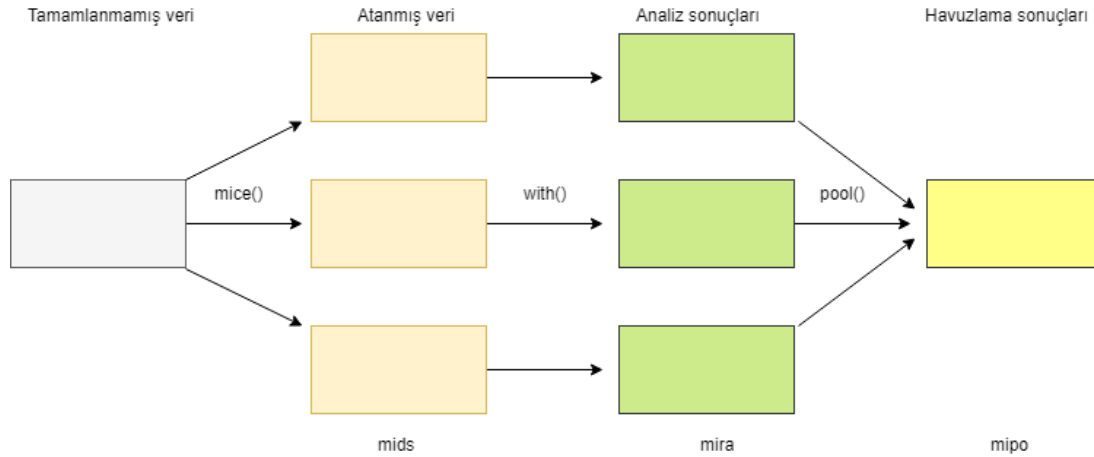 Tamamlanmamış veri
Atanmış veri
Analiz sonuçları
Havuzlama sonuçları
mice()
with()
pool()
mids
mira
mipo